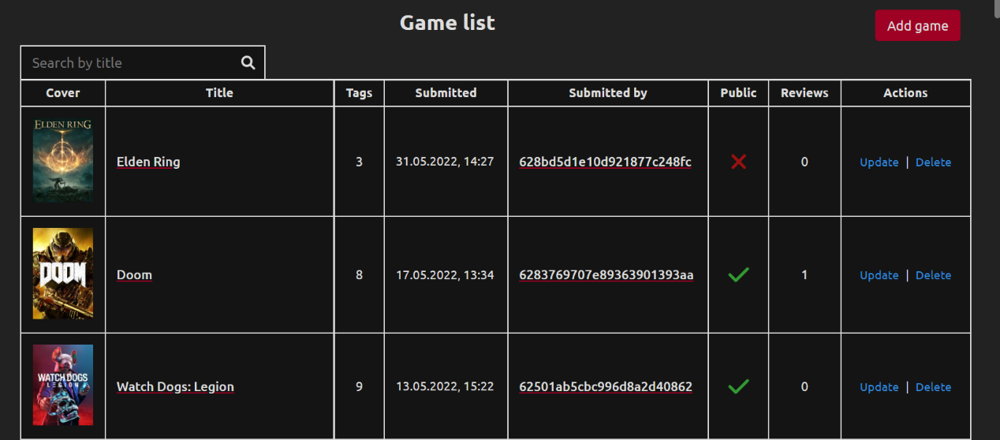 Game list
Add game
Search by title
Cover Title Tags Submitted Submitted by Public Reviews Actions
ELDEN RING
Elden Ring 3 31.05.2022, 14:27 628bd5d1e10d921877c248fc 0 Update | Delete
DOOM
Doom 8 17.05.2022, 13:34 6283769707e89363901393aa 1 Update | Delete
WATCH DOGS
LEGION
Watch Dogs: Legion 9 13.05.2022, 15:22 62501ab5cbc996d8a2d40862 0 Update | Delete